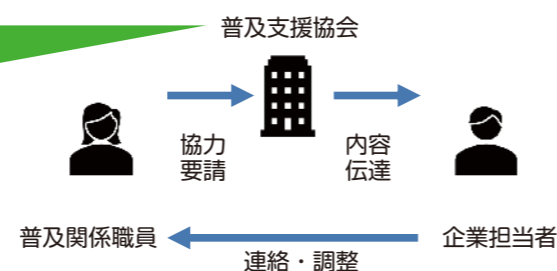 普及支援協会
協力
要請
内容
伝達
普及関係職員
企業担当者
連絡・調整